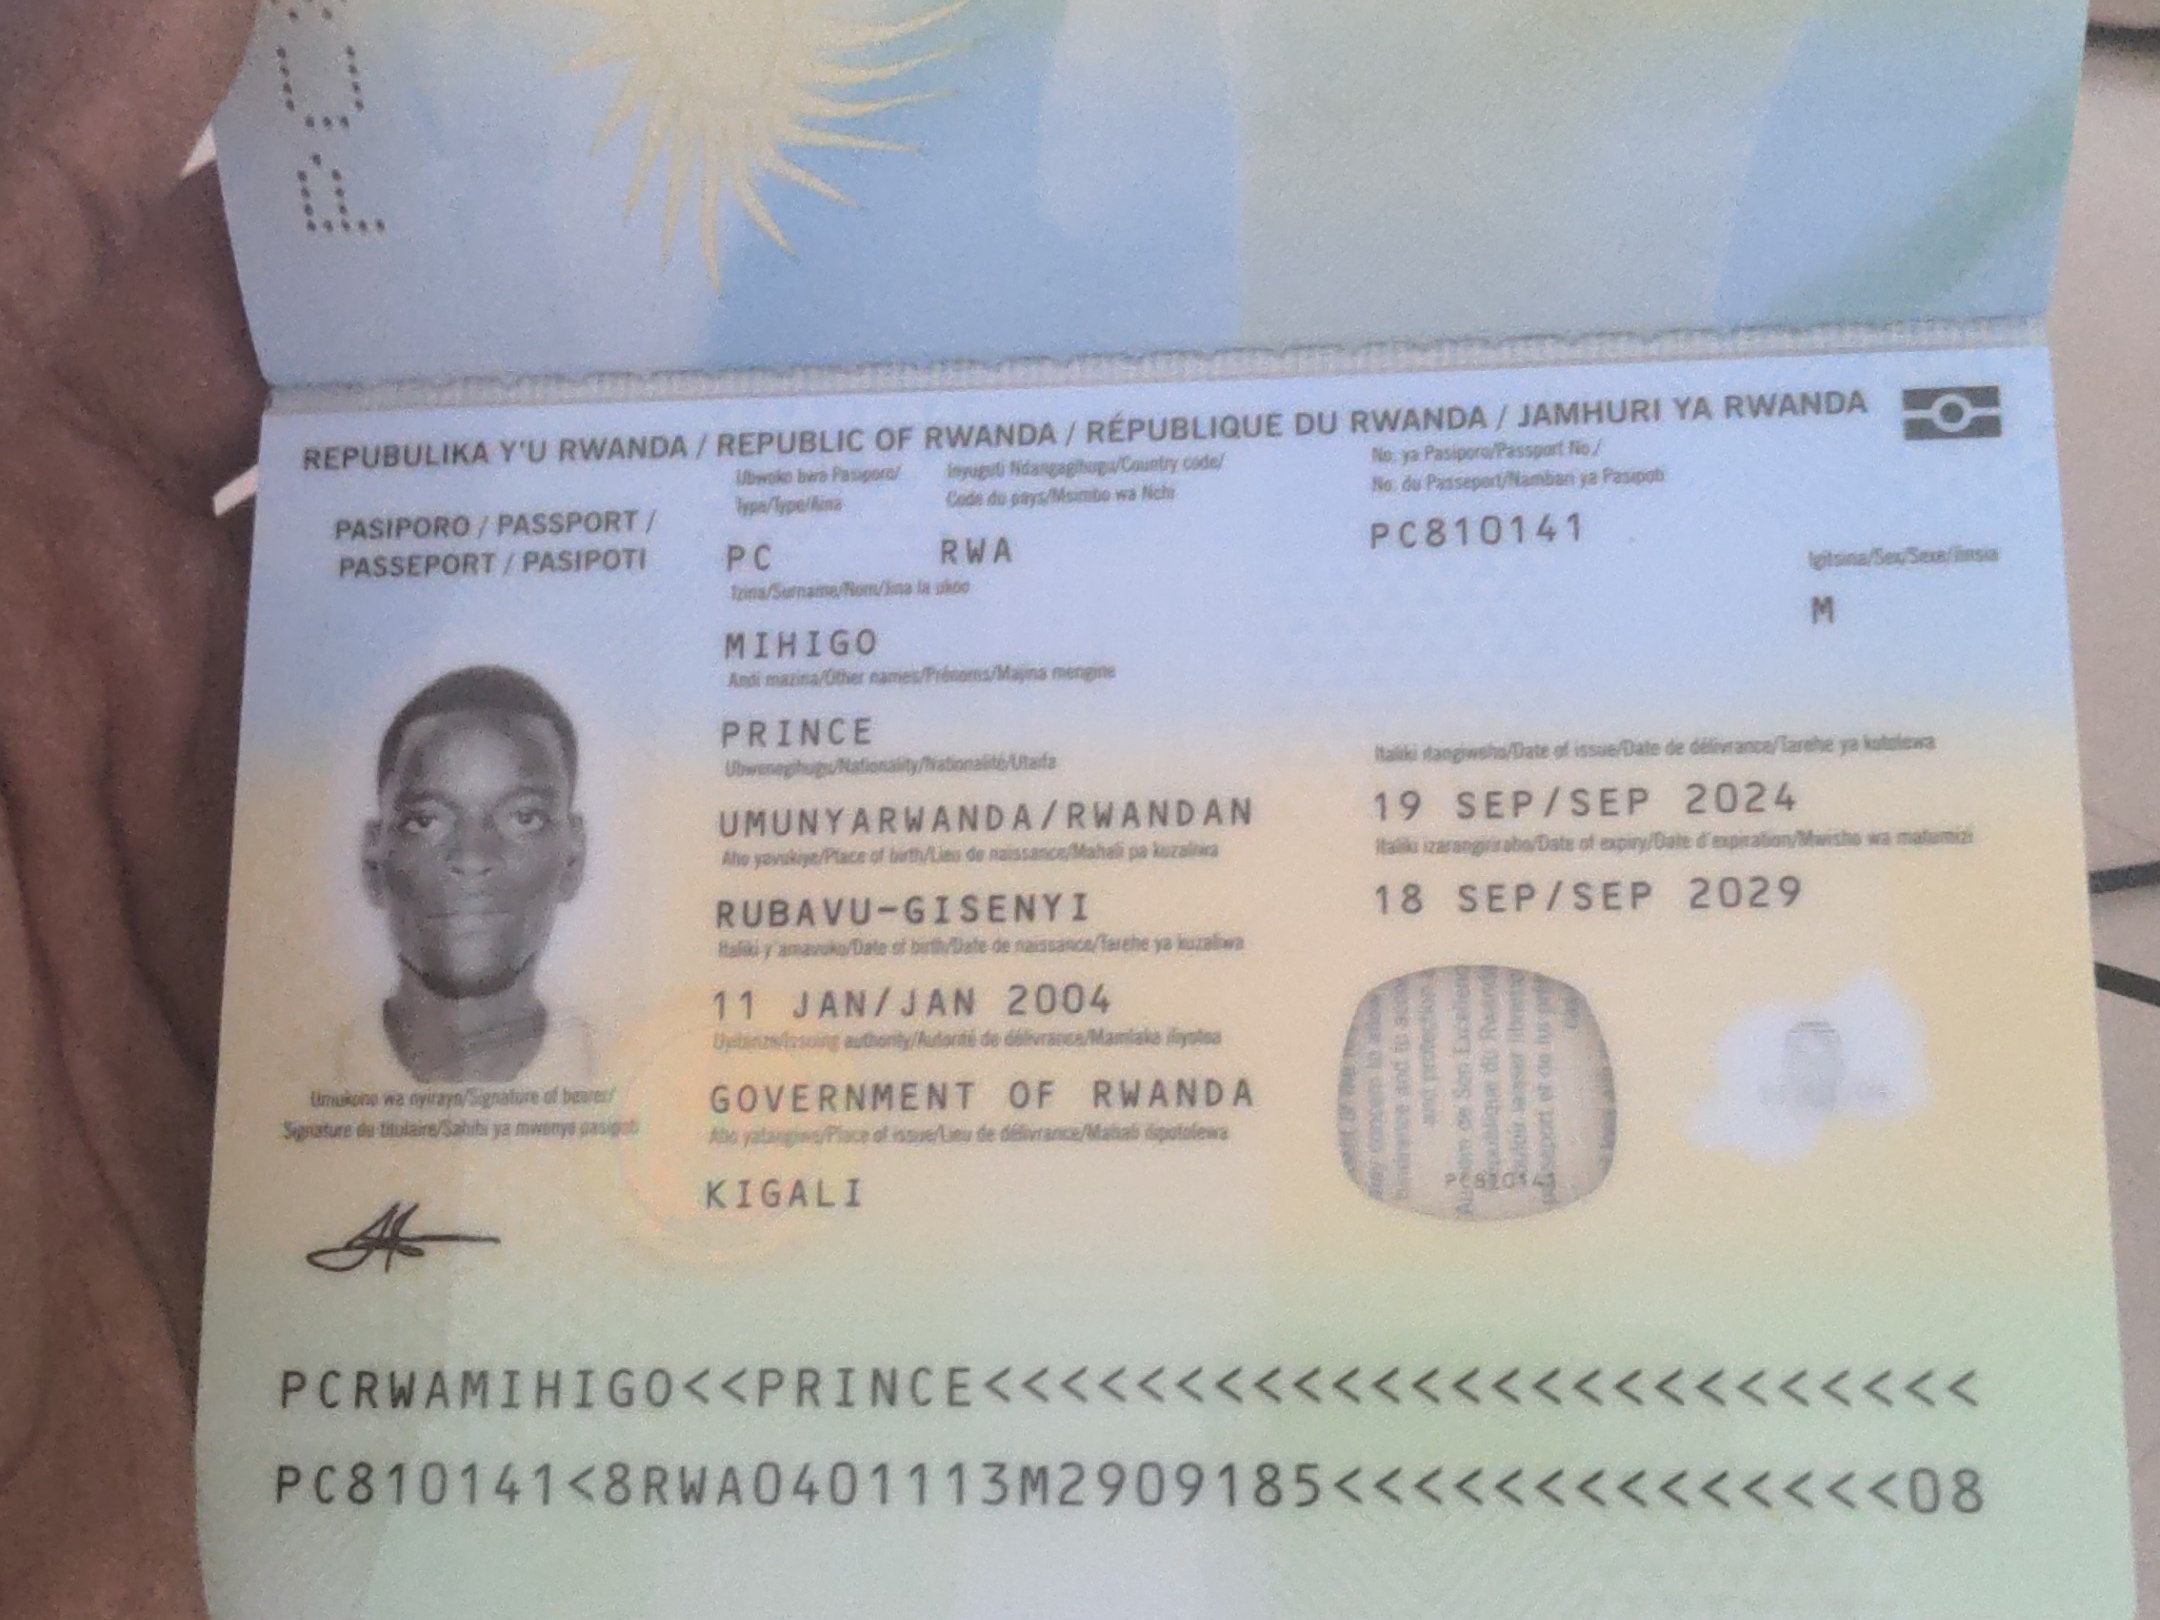 REPUBULIKA Y'U RWANDA / REPUBLIC OF RWANDA / RÉPUBLIQUE DU RWANDA / JAMHURI YA RWANDA
PASIPORO / PASSPORT /
PASSEPORT / PASIPOTI
Ubwoko bwa Pasiporo/
Type/Type/Aina
PC
Inyuguti Ndangagihugu/Country code/
Code du pays/Msimbo wa Nchi
RWA
No. ya Pasiporo/Passport No./
No. du Passeport/Namban ya Pasipoti
PC810141
Igitsina/Sex/Sexe/Jinsia
M
Izina/Surname/Nom/Jina la ukoo
MIHIGO
Andi mazina/Other names/Prénoms/Majina mengine
PRINCE
Ubwenegihugu/Nationality/Nationalité/Utaifa
UMUNYARWANDA/RWANDAN
Aho yavukiye/Place of birth/Lieu de naissance/Mahali pa kuzaliwa
RUBAVU-GISENYI
Italiki y'amavuko/Date of birth/Date de naissance/Tarehe ya kuzaliwa
11 JAN/JAN 2004
Issuing authority/Autorité de délivrance/Mamlaka iliyotoa
GOVERNMENT OF RWANDA
Aho yatangiwe/Place of issue/Lieu de délivrance/Mahali ilipotolewa
KIGALI
Italiki itangiweho/Date of issue/Date de délivrance/Tarehe ya kutolewa
19 SEP/SEP 2024
Italiki izarangiriraho/Date of expiry/Date d'expiration/Mwisho wa matumizi
18 SEP/SEP 2029
Umukono wa nyirayo/Signature of bearer/
Signature du titulaire/Sahihi ya mwenye pasipoti
PC810141
PCRWAMIHIGO<<PRINCE<<<<<<<<<<<<<<<<<<<<<<<<<
PC810141<8RWA0401113M2909185<<<<<<<<<<<<<<08